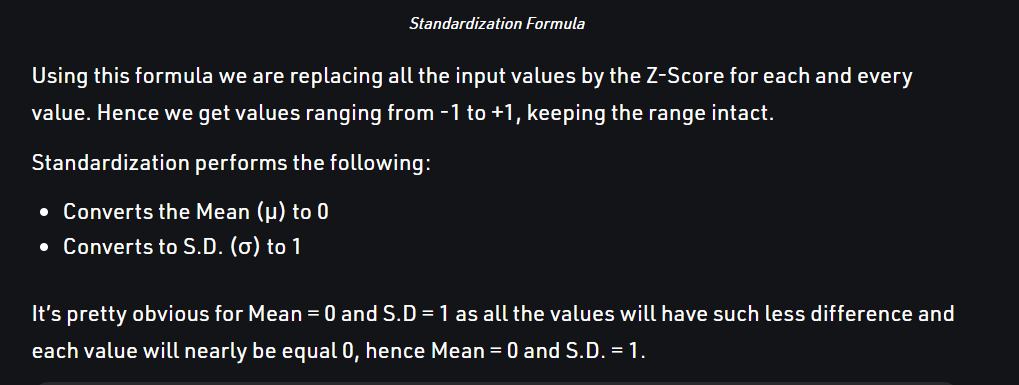 Standardization Formula
Using this formula we are replacing all the input values by the Z-Score for each and every
value. Hence we get values ranging from -1 to +1, keeping the range intact.
Standardization performs the following:
• Converts the Mean (μ) to 0
• Converts to S.D. (σ) to 1
It's pretty obvious for Mean = 0 and S.D = 1 as all the values will have such less difference and
each value will nearly be equal 0, hence Mean = 0 and S.D. = 1.